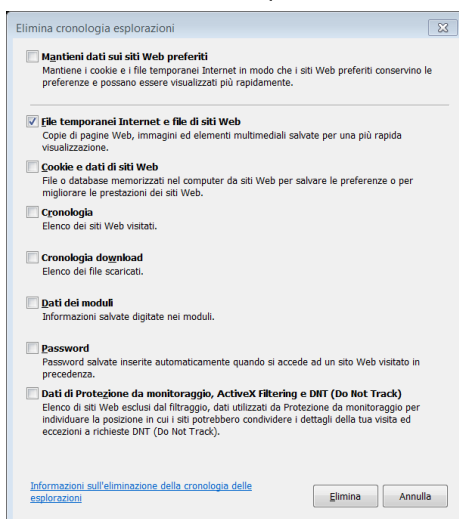 Elimina cronologia esplorazioni
Mantieni dati sui siti Web preferiti
Mantiene i cookie e i file temporanei Internet in modo che i siti Web preferiti conservino le
preferenze e possano essere visualizzati più rapidamente.
File temporanei Internet e file di siti Web
Copie di pagine Web, immagini ed elementi multimediali salvate per una più rapida
visualizzazione.
Cookie e dati di siti Web
File o database memorizzati nel computer da siti Web per salvare le preferenze o per
migliorare le prestazioni dei siti Web.
Cronologia
Elenco dei siti Web visitati.
Cronologia download
Elenco dei file scaricati.
Dati dei moduli
Informazioni salvate digitate nei moduli.
Password
Password salvate inserite automaticamente quando si accede ad un sito Web visitato in
precedenza.
Dati di Protezione da monitoraggio, ActiveX Filtering e DNT (Do Not Track)
Elenco di siti Web esclusi dal filtraggio, dati utilizzati da Protezione da monitoraggio per
individuare la posizione in cui i siti potrebbero condividere i dettagli della tua visita ed
eccezioni a richieste DNT (Do Not Track).
Informazioni sull'eliminazione della cronologia delle
esplorazioni
Elimina Annulla